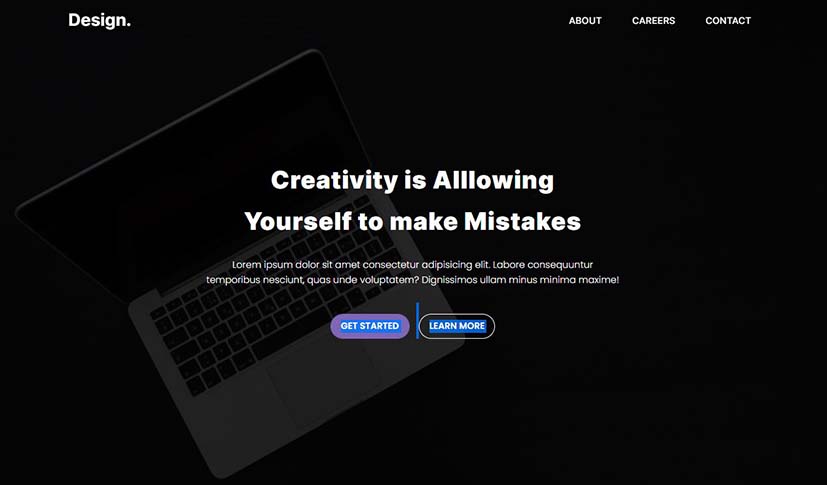 Design.
ABOUT CAREERS CONTACT
Creativity is Alllowing
Yourself to make Mistakes
Lorem ipsum dolor sit amet consectetur adipisicing elit. Labore consequuntur
temporibus nesciunt, quas unde voluptatem? Dignissimos ullam minus minima maxime!
GET STARTED LEARN MORE